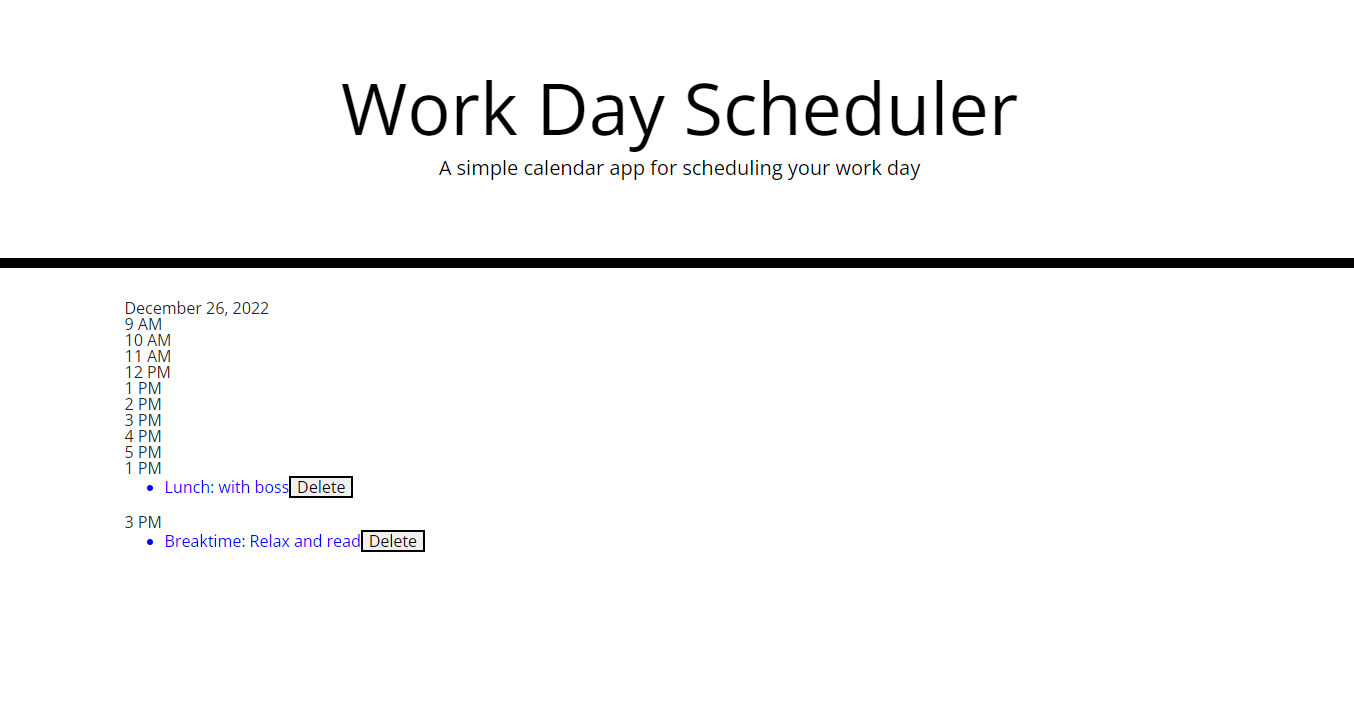 Work Day Scheduler
A simple calendar app for scheduling your work day
December 26, 2022
9 AM
10 AM
11 AM
12 PM
1 PM
2 PM
3 PM
4 PM
5 PM
1 PM
Lunch: with boss Delete
3 PM
Breaktime: Relax and read Delete